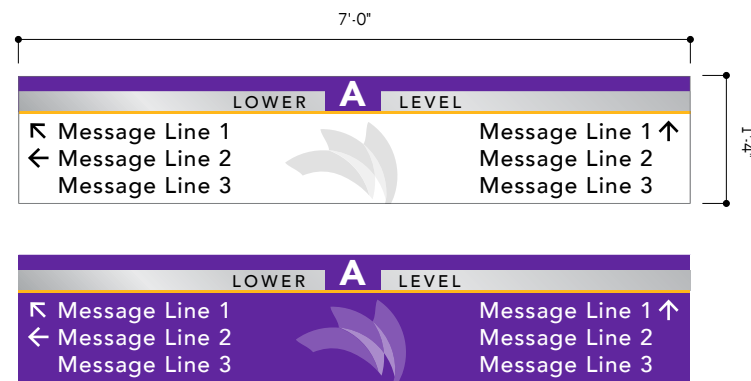 7'-0"
LOWER A LEVEL
↖ Message Line 1 Message Line 1 ↑
← Message Line 2 Message Line 2
Message Line 3 Message Line 3
1'-4"
LOWER A LEVEL
↖ Message Line 1 Message Line 1 ↑
← Message Line 2 Message Line 2
Message Line 3 Message Line 3